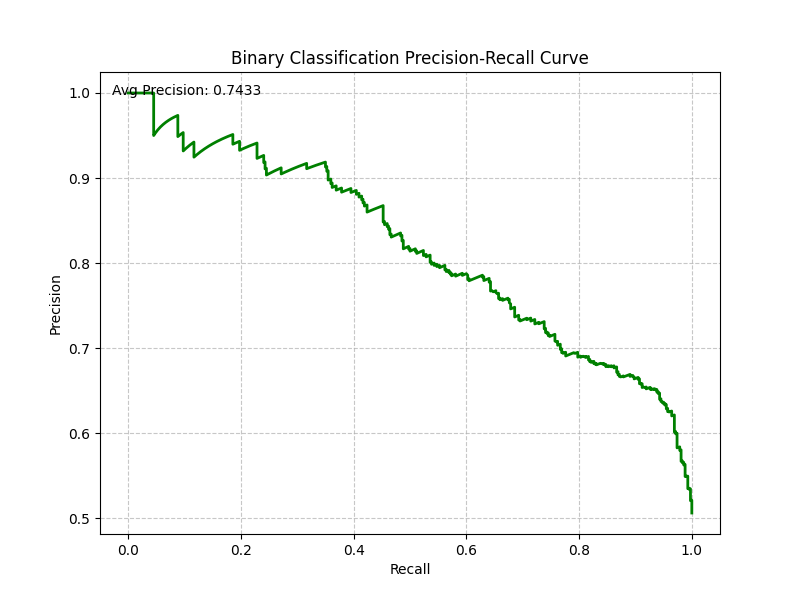 Binary Classification Precision-Recall Curve
Avg Precision: 0.7433
1.0
0.9
0.8
0.7
0.6
0.5
Precision
0.0 0.2 0.4 0.6 0.8 1.0
Recall